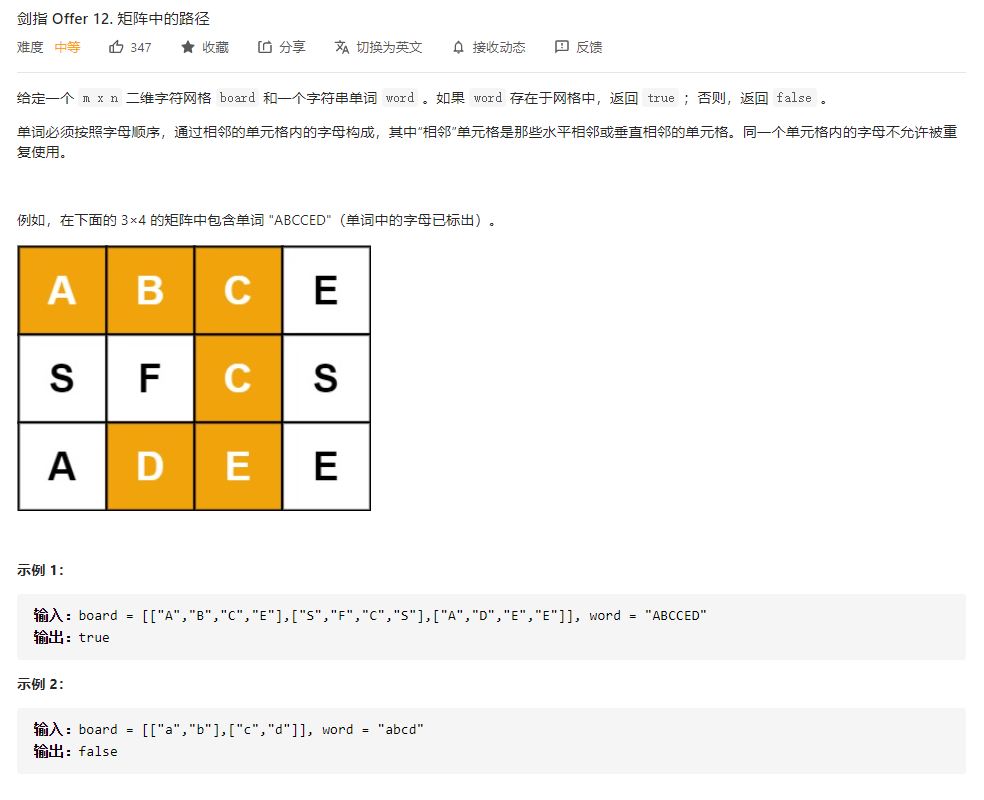 剑指 Offer 12. 矩阵中的路径
难度 中等 347 收藏 分享 切换为英文 接收动态 反馈
给定一个 m x n 二维字符网格 board 和一个字符串单词 word 。如果 word 存在于网格中，返回 true ；否则，返回 false 。
单词必须按照字母顺序，通过相邻的单元格内的字母构成，其中“相邻”单元格是那些水平相邻或垂直相邻的单元格。同一个单元格内的字母不允许被重
复使用。
例如，在下面的 3×4 的矩阵中包含单词 "ABCCED"（单词中的字母已标出）。
A B C E
S F C S
A D E E
示例 1：
输入：board = [["A","B","C","E"],["S","F","C","S"],["A","D","E","E"]], word = "ABCCED"
输出：true
示例 2：
输入：board = [["a","b"],["c","d"]], word = "abcd"
输出：false